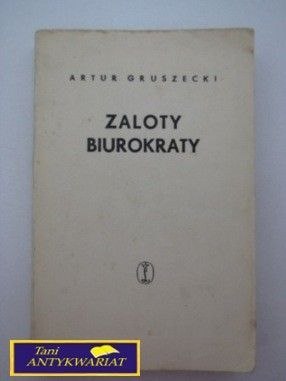 ARTUR GRUSZECKI
ZALOTY
BIUROKRATY
Tani
ANTYKWARIAT